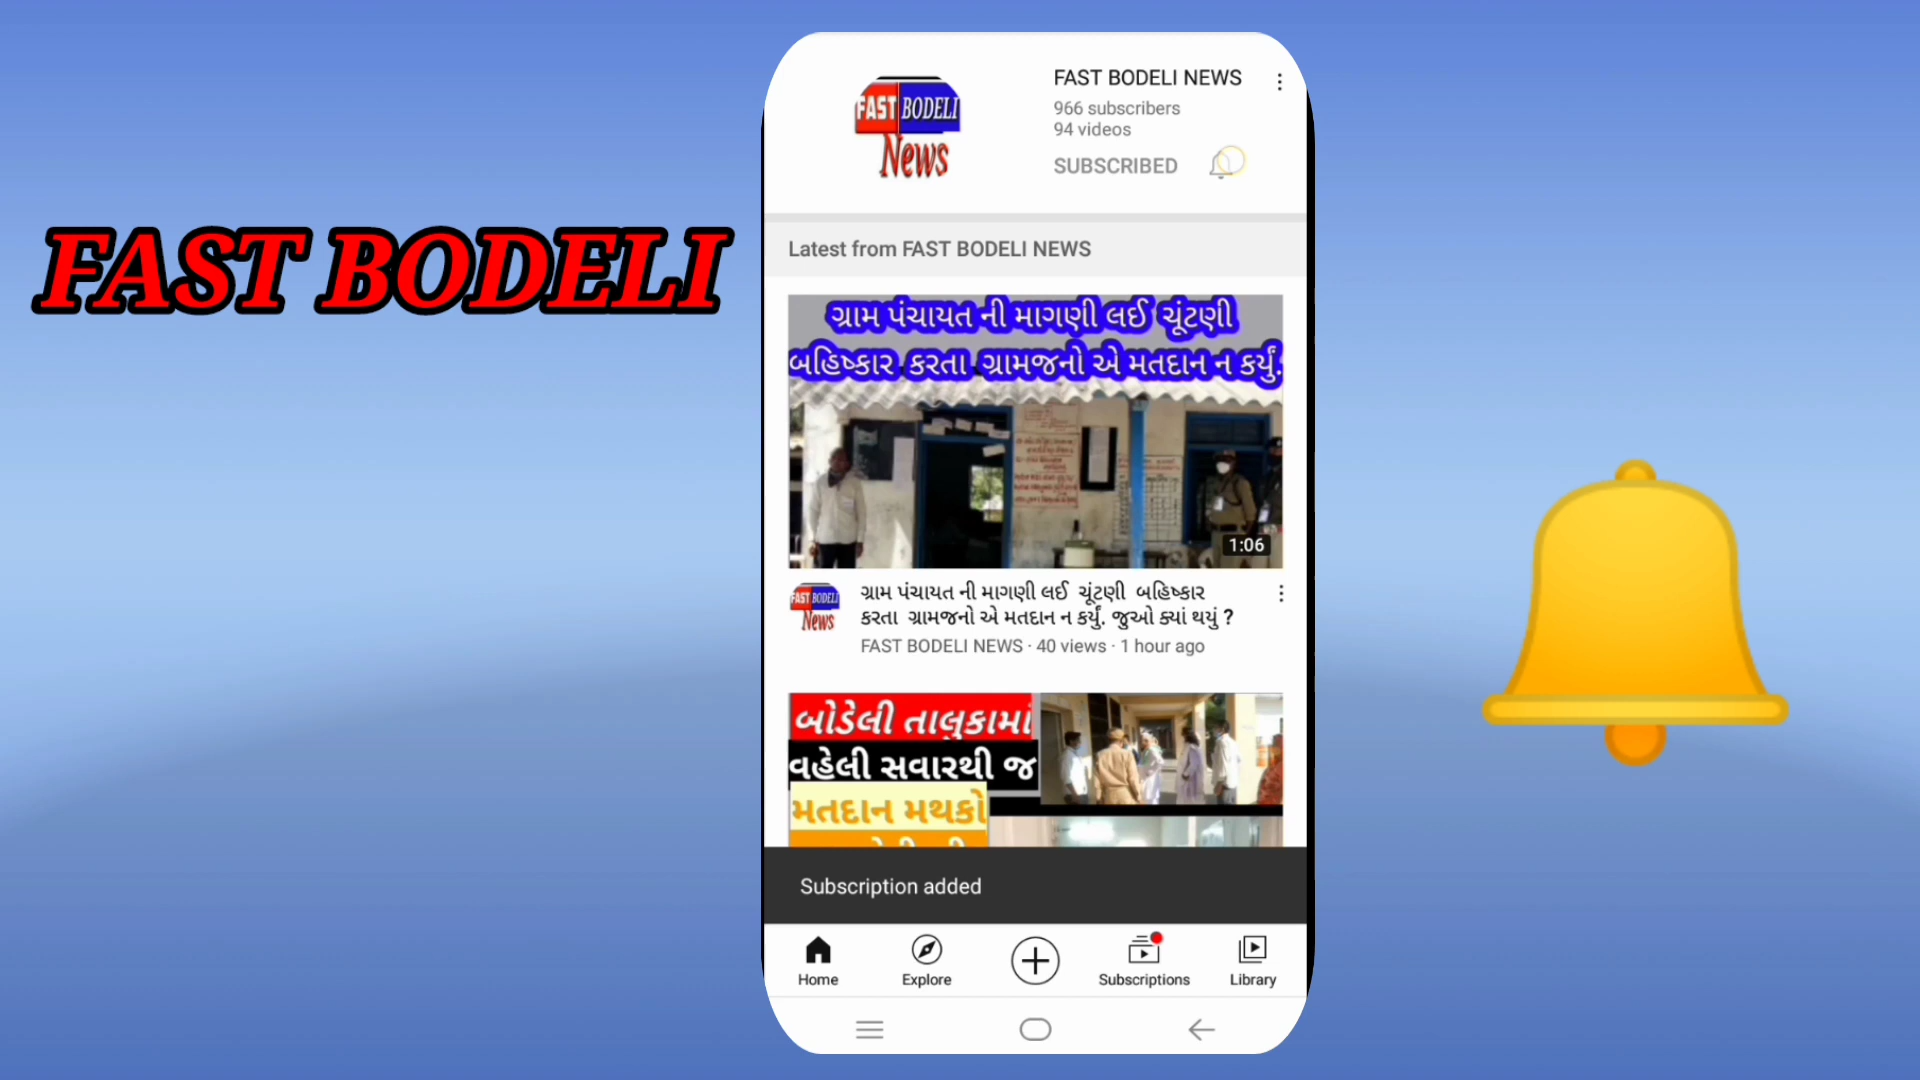 FAST BODELI
FAST BODELI
News
FAST BODELI NEWS
966 subscribers
94 videos
SUBSCRIBED
Latest from FAST BODELI NEWS
ગ્રામ પંચાયત ની માગણી લઈ ચૂંટણી
બહિષ્કાર કરતા ગ્રામજનો એ મતદાન ન કર્યું.
1:06
FAST BODELI
News
ગ્રામ પંચાયત ની માગણી લઈ ચૂંટણી બહિષ્કાર
કરતા ગ્રામજનો એ મતદાન ન કર્યું. જુઓ ક્યાં થયું ?
FAST BODELI NEWS · 40 views · 1 hour ago
બોડેલી તાલુકામાં
વહેલી સવારથી જ
મતદાન મથકો
Subscription added
Home
Explore
Subscriptions
Library